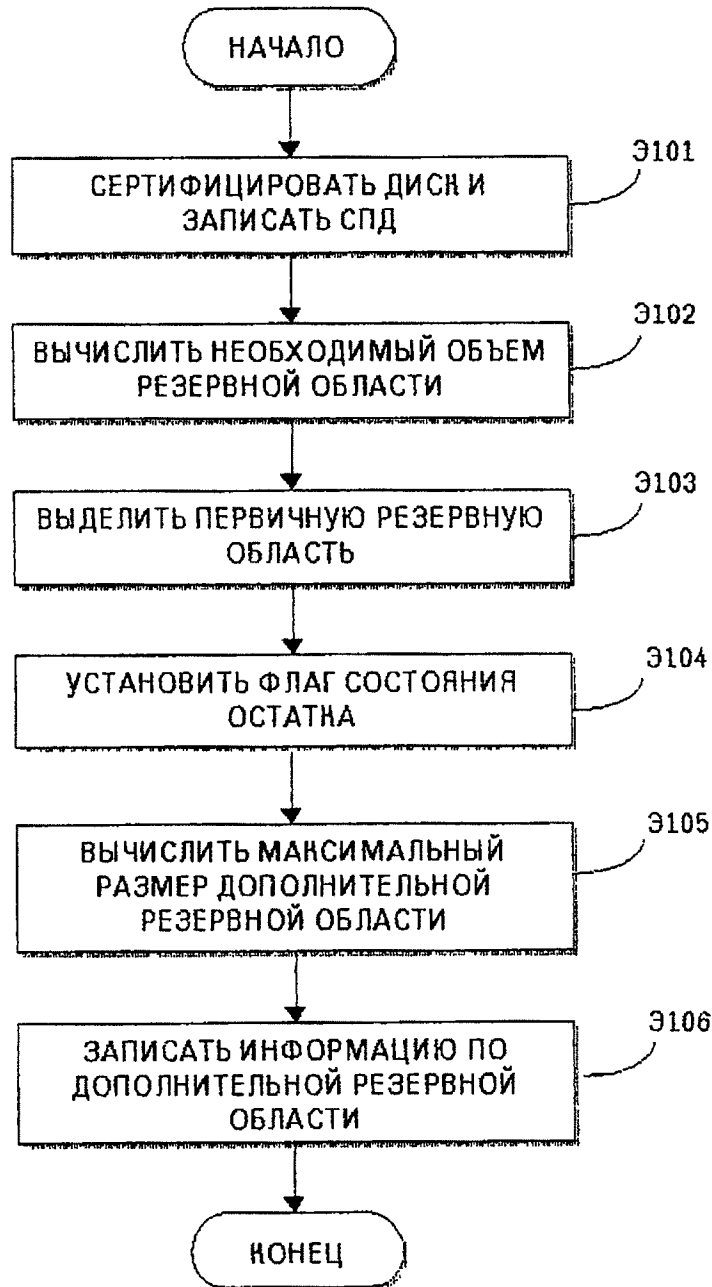 НАЧАЛО
Э101
СЕРТИФИЦИРОВАТЬ ДИСК И
ЗАПИСАТЬ СПД
Э102
ВЫЧИСЛИТЬ НЕОБХОДИМЫЙ ОБЪЕМ
РЕЗЕРВНОЙ ОБЛАСТИ
Э103
ВЫДЕЛИТЬ ПЕРВИЧНУЮ РЕЗЕРВНУЮ
ОБЛАСТЬ
Э104
УСТАНОВИТЬ ФЛАГ СОСТОЯНИЯ
ОСТАТКА
Э105
ВЫЧИСЛИТЬ МАКСИМАЛЬНЫЙ
РАЗМЕР ДОПОЛНИТЕЛЬНОЙ
РЕЗЕРВНОЙ ОБЛАСТИ
Э106
ЗАПИСАТЬ ИНФОРМАЦИЮ ПО
ДОПОЛНИТЕЛЬНОЙ РЕЗЕРВНОЙ
ОБЛАСТИ
КОНЕЦ